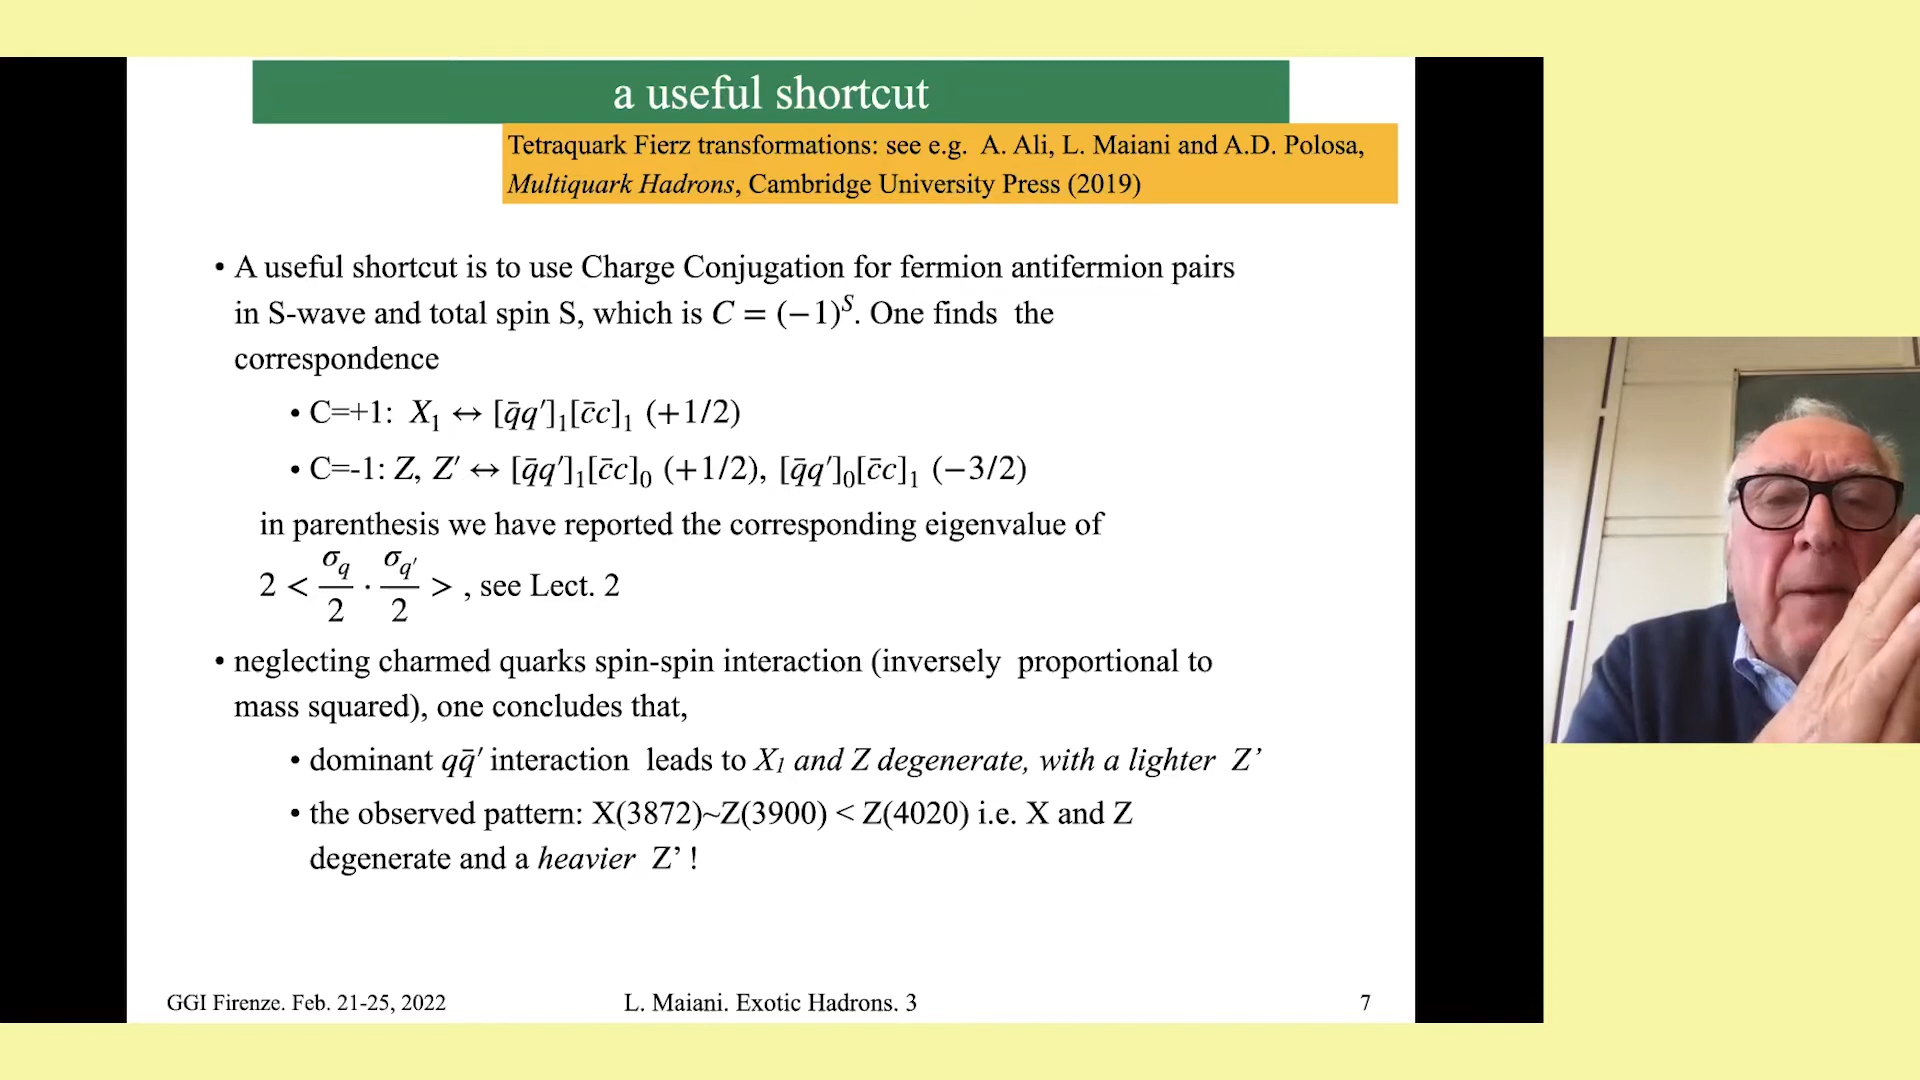 a useful shortcut
Tetraquark Fierz transformations: see e.g. A. Ali, L. Maiani and A.D. Polosa,
Multiquark Hadrons, Cambridge University Press (2019)
• A useful shortcut is to use Charge Conjugation for fermion antifermion pairs
in S-wave and total spin S, which is C = (−1)^S. One finds the
correspondence
• C=+1: X₁ ↔ [q̄q′]₁[c̄c]₁ (+1/2)
• C=-1: Z, Z′ ↔ [q̄q′]₁[c̄c]₀ (+1/2), [q̄q′]₀[c̄c]₁ (−3/2)
in parenthesis we have reported the corresponding eigenvalue of
2 < σ_q/2 · σ_q′/2 > , see Lect. 2
• neglecting charmed quarks spin-spin interaction (inversely proportional to
mass squared), one concludes that,
• dominant qq̄′ interaction leads to X₁ and Z degenerate, with a lighter Z’
• the observed pattern: X(3872)~Z(3900) < Z(4020) i.e. X and Z
degenerate and a heavier Z’ !
GGI Firenze. Feb. 21-25, 2022
L. Maiani. Exotic Hadrons. 3
7